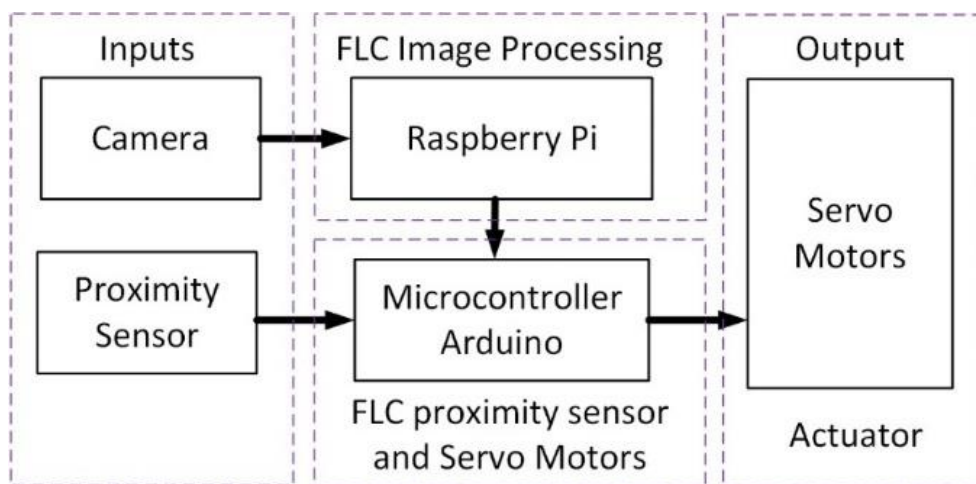 Inputs
Camera
Proximity
Sensor
FLC Image Processing
Raspberry Pi
Microcontroller
Arduino
FLC proximity sensor
and Servo Motors
Output
Servo
Motors
Actuator